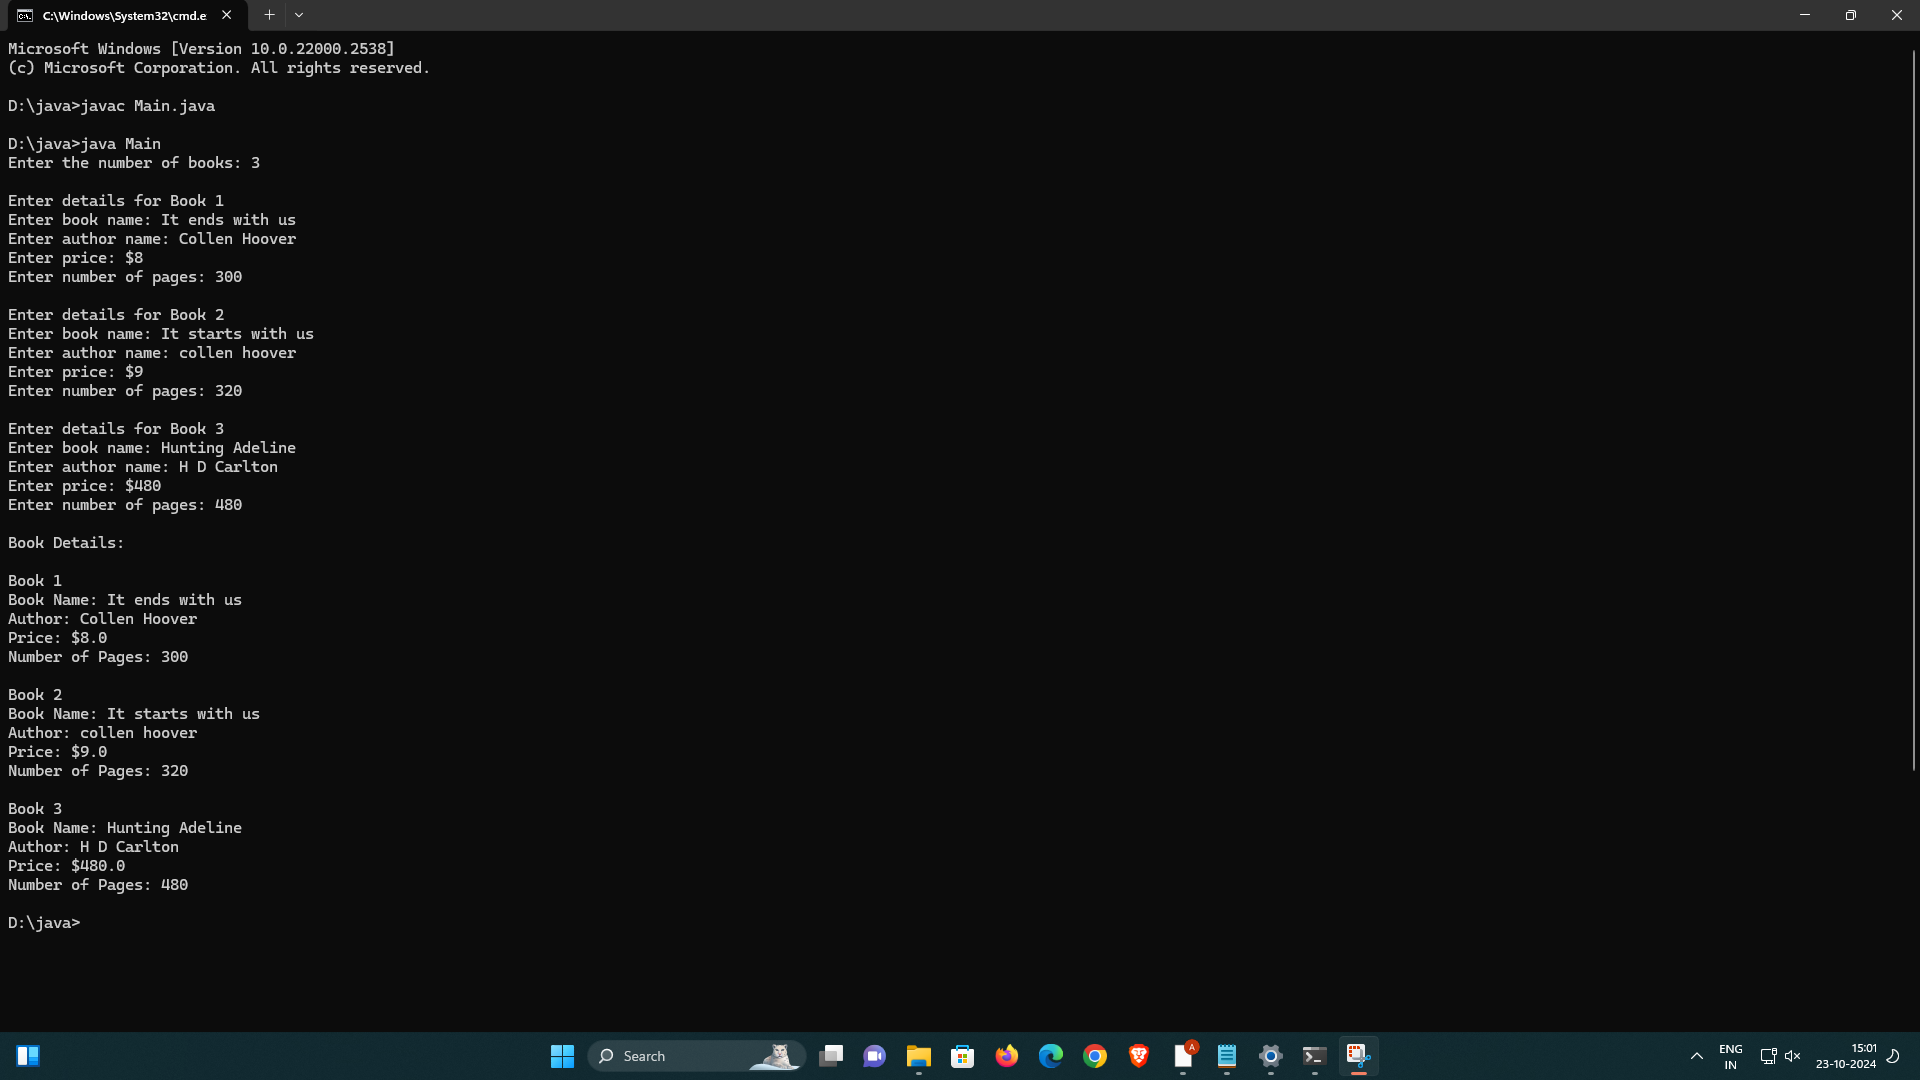 C:\Windows\System32\cmd.e
Microsoft Windows [Version 10.0.22000.2538]
(c) Microsoft Corporation. All rights reserved.
D:\java>javac Main.java
D:\java>java Main
Enter the number of books: 3
Enter details for Book 1
Enter book name: It ends with us
Enter author name: Collen Hoover
Enter price: $8
Enter number of pages: 300
Enter details for Book 2
Enter book name: It starts with us
Enter author name: collen hoover
Enter price: $9
Enter number of pages: 320
Enter details for Book 3
Enter book name: Hunting Adeline
Enter author name: H D Carlton
Enter price: $480
Enter number of pages: 480
Book Details:
Book 1
Book Name: It ends with us
Author: Collen Hoover
Price: $8.0
Number of Pages: 300
Book 2
Book Name: It starts with us
Author: collen hoover
Price: $9.0
Number of Pages: 320
Book 3
Book Name: Hunting Adeline
Author: H D Carlton
Price: $480.0
Number of Pages: 480
D:\java>
Search
A
ENG
IN
15:01
23-10-2024